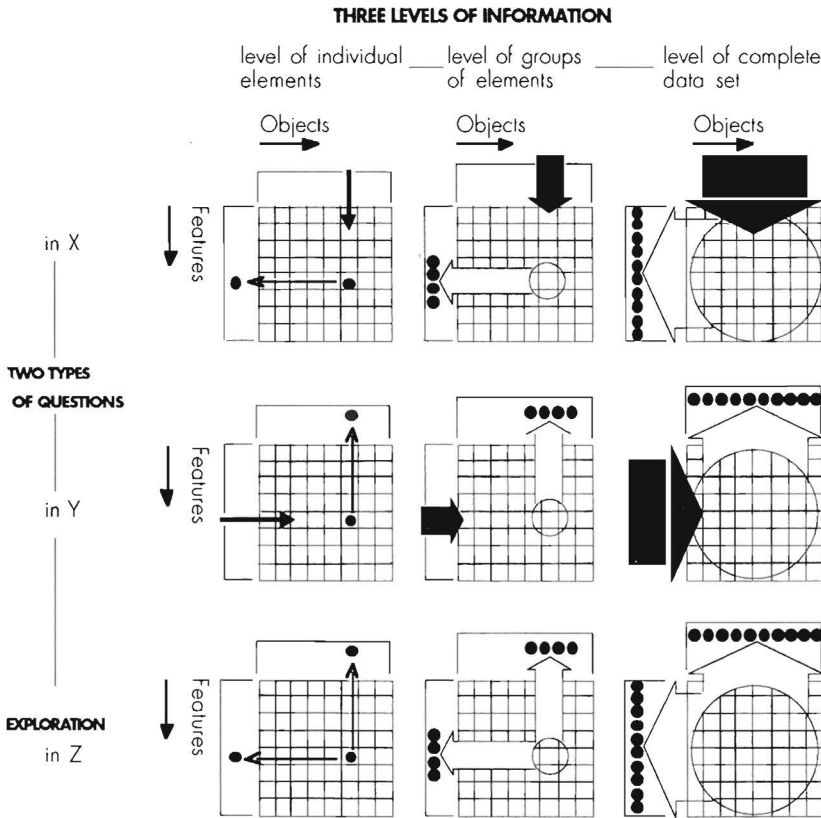 THREE LEVELS OF INFORMATION
level of individual elements
level of groups of elements
level of complete data set
Objects
Objects
Objects
in X
Features
TWO TYPES
OF QUESTIONS
in Y
Features
EXPLORATION
in Z
Features